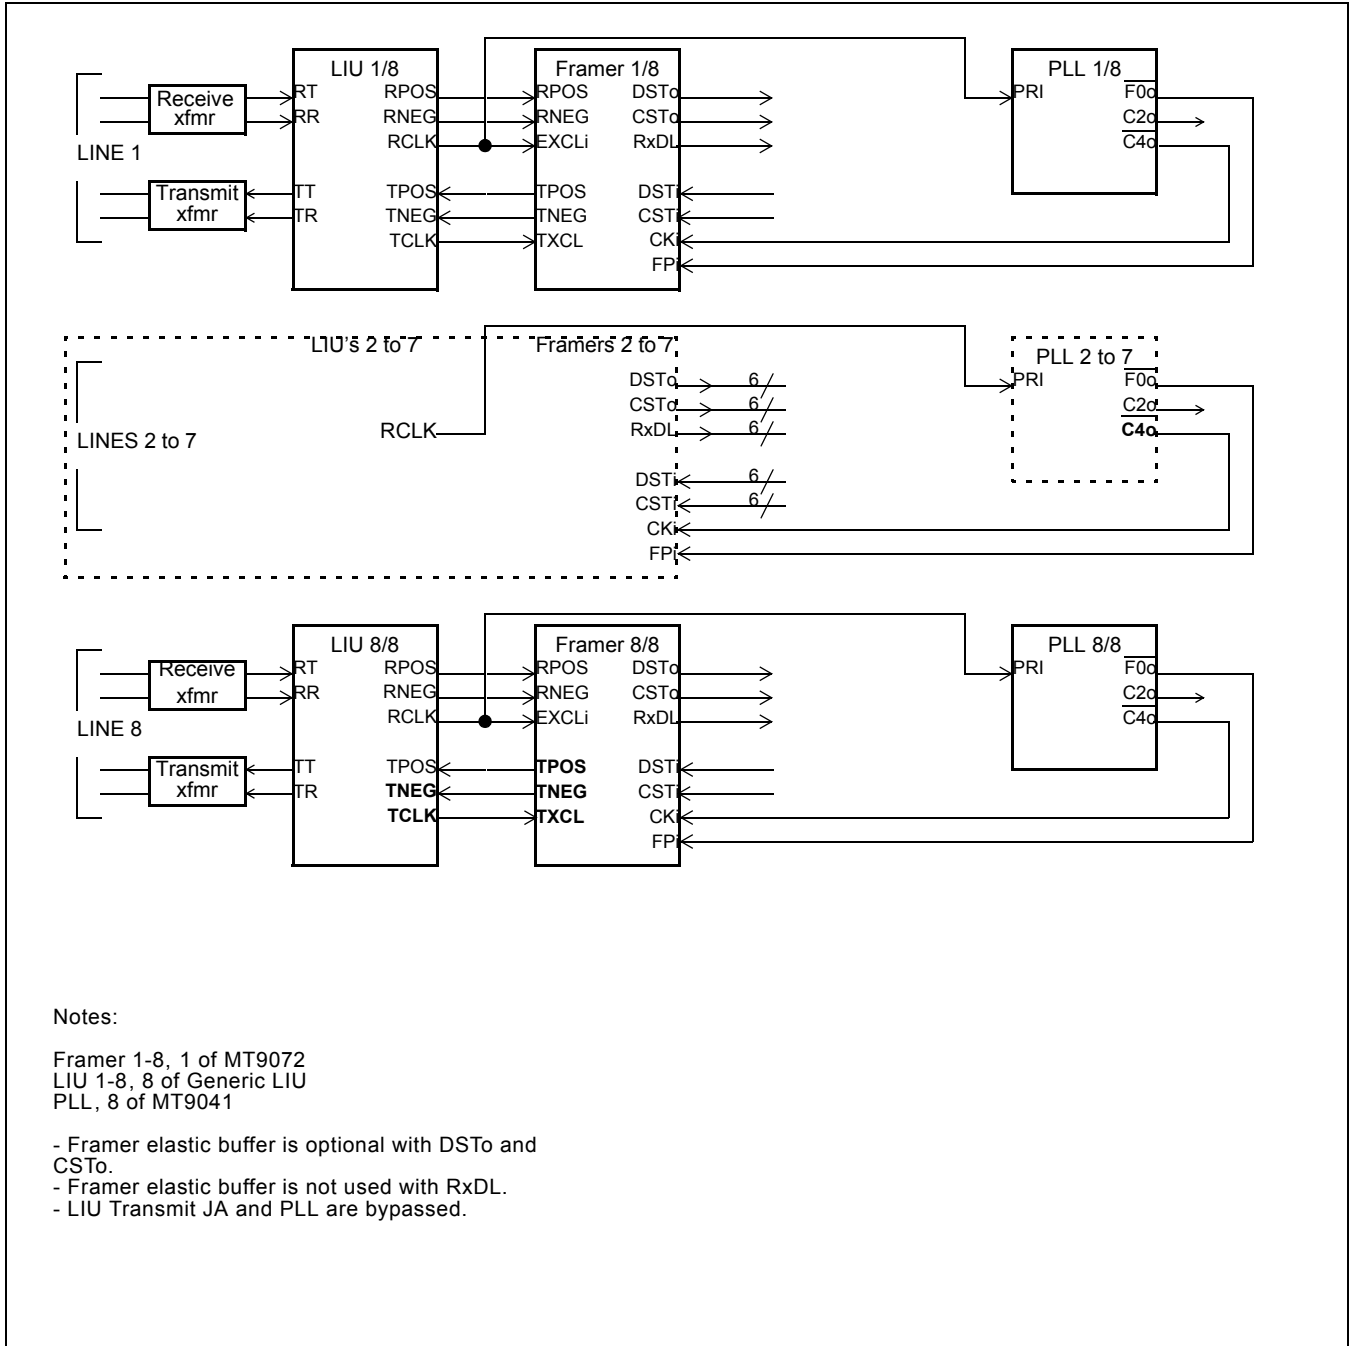 LIU 1/8 Framer 1/8 PLL 1/8
Receive xfmr RT RPOS RPOS DSTo PRI F0o
RR RNEG RNEG CSTo C2o
RCLK EXCLi RxDL C4o
LINE 1
Transmit xfmr TT TPOS TPOS DSTi
TR TNEG TNEG CSTi
TCLK TXCL CKi
FPi
LIU's 2 to 7 Framers 2 to 7 PLL 2 to 7
DSTo 6 PRI F0o
CSTo 6 C2o
LINES 2 to 7 RCLK RxDL 6 C4o
DSTi 6
CSTi 6
CKi
FPi
LIU 8/8 Framer 8/8 PLL 8/8
Receive xfmr RT RPOS RPOS DSTo PRI F0o
RR RNEG RNEG CSTo C2o
RCLK EXCLi RxDL C4o
LINE 8
Transmit xfmr TT TPOS TPOS DSTi
TR TNEG TNEG CSTi
TCLK TXCL CKi
FPi
Notes:
Framer 1-8, 1 of MT9072
LIU 1-8, 8 of Generic LIU
PLL, 8 of MT9041
- Framer elastic buffer is optional with DSTo and
CSTo.
- Framer elastic buffer is not used with RxDL.
- LIU Transmit JA and PLL are bypassed.